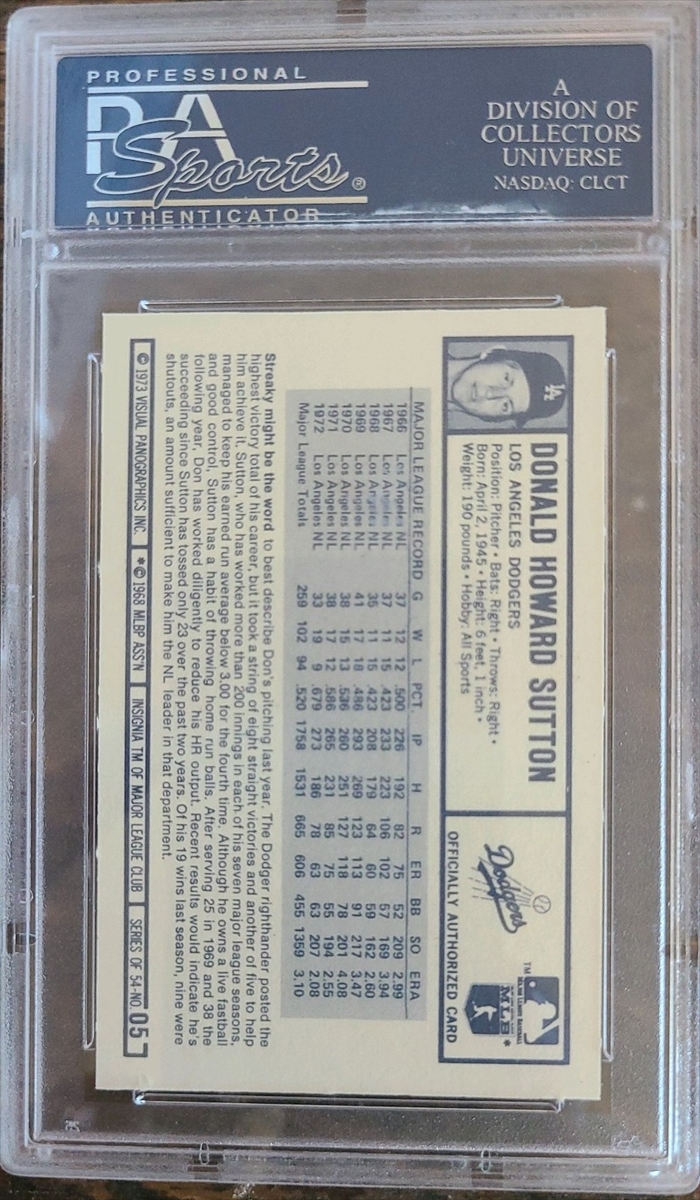 PROFESSIONAL
PSA
Sports®
AUTHENTICATOR
A
DIVISION OF
COLLECTORS
UNIVERSE
NASDAQ: CLCT
LA
DONALD HOWARD SUTTON
LOS ANGELES DODGERS
Position: Pitcher • Bats: Right • Throws: Right •
Born: April 2, 1945 • Height: 6 feet, 1 inch •
Weight: 190 pounds • Hobby: All Sports
Dodgers
TM
MAJOR LEAGUE BASEBALL
MLB *
OFFICIALLY AUTHORIZED CARD
MAJOR LEAGUE RECORD G W L PCT. IP H R ER BB SO ERA
1966 Los Angeles NL 37 12 12 .500 226 192 82 75 52 209 2.99
1967 Los Angeles NL 37 11 15 .423 233 223 106 102 57 169 3.94
1968 Los Angeles NL 35 11 15 .423 208 179 64 60 59 162 2.60
1969 Los Angeles NL 41 17 18 .486 293 269 123 113 91 217 3.47
1970 Los Angeles NL 38 15 13 .536 260 251 127 118 78 201 4.08
1971 Los Angeles NL 38 17 12 .586 265 231 85 75 55 194 2.55
1972 Los Angeles NL 33 19 9 .679 273 186 78 63 63 207 2.08
Major League Totals 259 102 94 .520 1758 1531 665 606 455 1359 3.10
Streaky might be the word to best describe Don's pitching last year. The Dodger righthander posted the
highest victory total of his career, but it took a string of eight straight victories and another of five to help
him achieve it. Sutton, who has worked more than 200 innings in each of his seven major league seasons,
managed to keep his earned run average below 3.00 for the fourth time. Although he owns a live fastball
and good control, Sutton has a habit of throwing home run balls. After serving 25 in 1969 and 38 the
following year, Don has worked diligently to reduce his HR output. Recent results would indicate he's
succeeding since Sutton has tossed only 23 over the past two years. Of his 19 wins last season, nine were
shutouts, an amount sufficient to make him the NL leader in that department.
© 1973 VISUAL PANOGRAPHICS INC. * © 1968 MLBP ASS'N INSIGNIA TM OF MAJOR LEAGUE CLUB SERIES OF 54-NO. 05